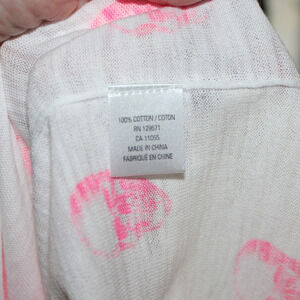 100% COTTON / COTON
RN 129671
CA 11055
MADE IN CHINA
FABRIQUÉ EN CHINE